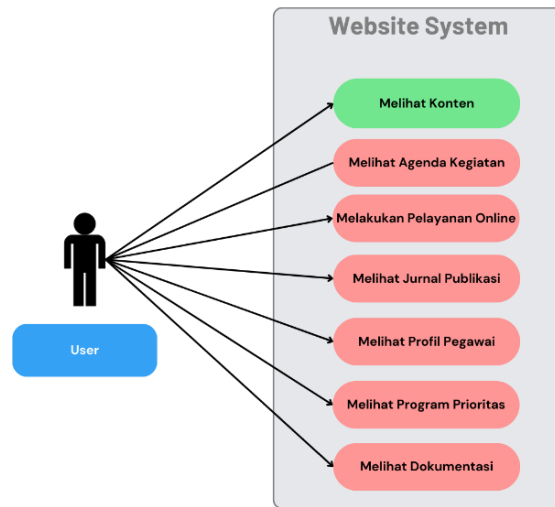 Website System
Melihat Konten
Melihat Agenda Kegiatan
Melakukan Pelayanan Online
Melihat Jurnal Publikasi
Melihat Profil Pegawai
Melihat Program Prioritas
Melihat Dokumentasi
User